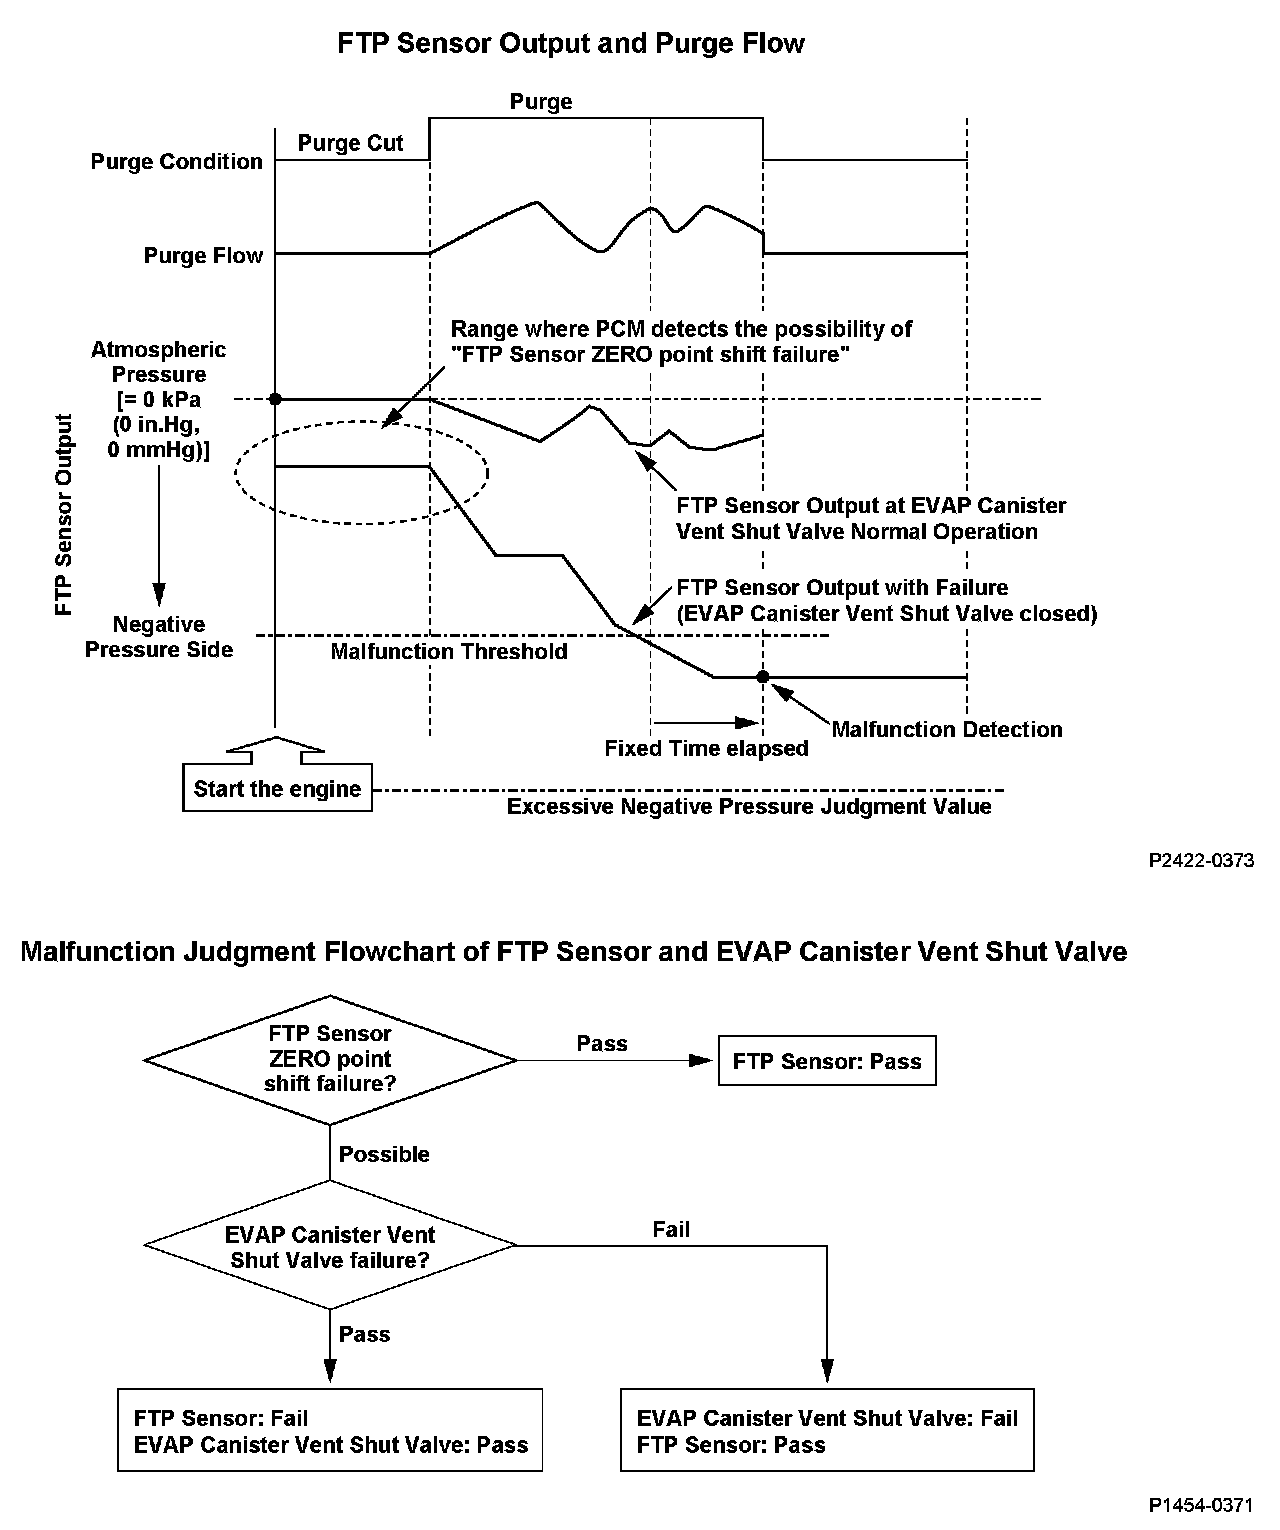 FTP Sensor Output and Purge Flow
Purge
Purge Cut
Purge Condition
Purge Flow
Range where PCM detects the possibility of
"FTP Sensor ZERO point shift failure"
Atmospheric
Pressure
[= 0 kPa
(0 in.Hg,
0 mmHg)]
FTP Sensor Output
FTP Sensor Output at EVAP Canister
Vent Shut Valve Normal Operation
FTP Sensor Output with Failure
(EVAP Canister Vent Shut Valve closed)
Negative
Pressure Side
Malfunction Threshold
Malfunction Detection
Fixed Time elapsed
Start the engine
Excessive Negative Pressure Judgment Value
P2422-0373
Malfunction Judgment Flowchart of FTP Sensor and EVAP Canister Vent Shut Valve
FTP Sensor
ZERO point
shift failure?
Pass
FTP Sensor: Pass
Possible
EVAP Canister Vent
Shut Valve failure?
Fail
Pass
FTP Sensor: Fail
EVAP Canister Vent Shut Valve: Pass
EVAP Canister Vent Shut Valve: Fail
FTP Sensor: Pass
P1454-0371